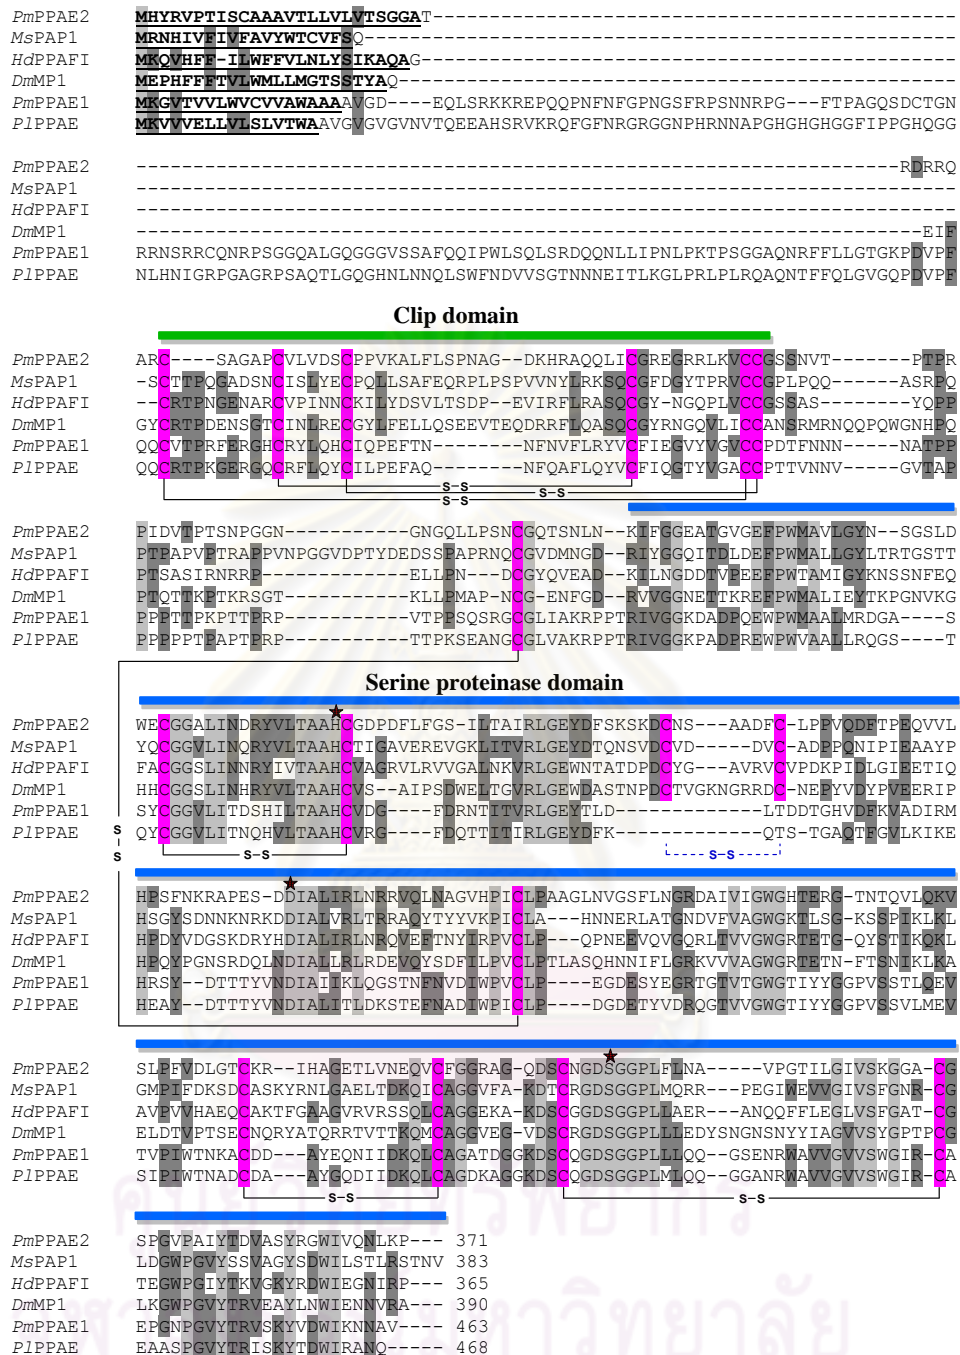 PmPPAE2 MHYRVPTISCAAAVTLLVLVTSGGAT-----------------------------------------------------
MsPAP1 MRNHIVFIVFAVYWTCVFSQ-----------------------------------------------------------
HdPPAFI MKQVHFF-ILWFFVLNLYSIKAQAG------------------------------------------------------
DmMP1 MEPHFFFTVLWMLLMGTSSTYAQ--------------------------------------------------------
PmPPAE1 MKGVTVVLWVCVVAWAAAAVGD----EQLSRKKREPQQPNFNFGPNGSFRPSNNRPG---FTPAGQSDCTGN
PlPPAE MKVVVELLVLSLVTWAAVGVGVGVNVTQEEAHSRVKRQFGFNRGRGGNPHRNNAPGHGHGHGGFIPPGHQGG
PmPPAE2 -------------------------------------------------------------------RDRRQ
MsPAP1 ------------------------------------------------------------------------
HdPPAFI ------------------------------------------------------------------------
DmMP1 ---------------------------------------------------------------------EIF
PmPPAE1 RRNSRRCQNRPSGGQALGQGGGVSSAFQQIPWLSQLSRDQQNLLIPNLPKTPSGGAQNRFFLLGTGKPDVPF
PlPPAE NLHNIGRPGAGRPSAQTLGQGHNLNNQLSWFNDVVSGTNNNEITLKGLPRLPLRQAQNTFFQLGVGQPDVPF
Clip domain
PmPPAE2 ARC----SAGAPCVLVDSCPPVKALFLSPNAG--DKHRAQQLICGREGRRLKVCCGSSNVT------PTPR
MsPAP1 -SCTTPQGADSNCISLYECPQLLSAFEQRPLPSPVVNYLRKSQCGFDGYTPRVCCGPLPQQ------ASRPQ
HdPPAFI -CRTPNGENARCVPINNCKILYDSVLTSDP--EVIRFLRASQCGY-NGQPLVCCGSSAS-------YQPP
DmMP1 GYCRTPDENSGTCINLRECGYLFELLQSEEVTEQDRRFLQASQCGYRNGQVLICCANSRMRNQQPQWGNHPQ
PmPPAE1 QQCVTPRFERGHCRYLQHCIQPEFTN-------NFNVFLRYVCFIEGVYVGVCCPDTFNNN-----NATPP
PlPPAE QQCRTPKGERGQCRFLQYCILPEFAQ-------NFQAFLQYVCFIQGTYVGACCPTTVNNV-----GVTAP
S-S
S-S
S-S
PmPPAE2 PIDVTPTSNPGGN-----------GNGQLLPSNCGQTSNLN--KIFGGEATGVGEFPWMAVLGYN--SGSLD
MsPAP1 PTPAPVPTRAPPVNPGGVDPTYDEDSSPAPRNQCGVDMNGD--RIYGGQITDLDEFPWMALLGYLTRTGSTT
HdPPAFI PTSASIRNRRP--------------ELLPN---DCGYQVEAD--KILNGDDTVPEEFPWTAMIGYKNSSNFEQ
DmMP1 PTQTTKPTKRSGT------------KLLPMAP-NCG-ENFGD--RVVGGNETTKREFPWMALIEYTKPGNVKG
PmPPAE1 PPPTTPKPTTPRP------------VTPPSQSRGCGLIAKRPPTRIVGGKDADPQEWPWMAALMRDGA----S
PlPPAE PPPPPTPAPTPRP------------TTPKSEANGCGLVAKRPPTRIVGGKPADPREWPWVAALLRQGS----T
Serine proteinase domain
PmPPAE2 WECGGALINDRYVLTAAHCGDPDFLFGS-ILTAIRLGEYDFSKSKDCNS---AADFC-LPPVQDFTPEQVVL
MsPAP1 YQCGGVLINQRYVLTAAHCTIGAVEREVGKLITVRLGEYDTQNSVDCVD----DVC-ADPPQNIPIEAAYP
HdPPAFI FACGGSLINNRYIVTAAHCVAGRVLRVVGALNKVRLGEWNTATDPDCYG---AVRVCVPDKPIDLGIEETIQ
DmMP1 HHCGGSLINHRYVLTAAHCVS--AIPSDWELTGVRLGEWDASTNPDCTVGKNGRRDC-NEPYVDYPVEERIP
PmPPAE1 SYCGGVLITDSHILTAAHCVDG----FDRNTITVRLGEYTLD----------LTDDTGHVDFKVADIRM
PlPPAE QYCGGVLITNQHVLTAAHCVRG----FDQTTITIRLGEYDFK----------QTS-TGAQTFGVLKIKE
S-S
S-S
S-S
PmPPAE2 HPSFNKRAPES-DDIALIRLNRRVQLNAGVHPICLPAAGLNVGSFLNGRDAIVIGWGHTERG-TNTQVLQKV
MsPAP1 HSGYSDNNKNRKDDIALVRLTRRAQYTYYVKPICLA---HNNERLATGNDVFVAGWGKTLSG-KSSPIKLKL
HdPPAFI HPDYVDGSKDRYHDIALIRLNRQVEFTNYIRPVCLP---QPNEEVQVGQRLTVVGWGRTETG-QYSTIKQKL
DmMP1 HPQYPGNSRDQLNDIALLRLRDEVQYSDFILPVCLPTLASQHNNIFLGRKVVVAGWGRTETN-FTSNIKLKA
PmPPAE1 HRSY--DTTTYVNDIAIIKLQGSTNFNVDIWPVCLP----EGDESYEGRTGTVTGWGTIYYGGPVSSTLQEV
PlPPAE HEAY--DTTTYVNDIALITLDKSTEFNADIWPICLP----DGDETYVDRQGTVVGWGTIYYGGPVSSVLMEV
PmPPAE2 SLPFVDLGTCKR--IHAGETLVNEQVCFGGRAG-QDSCNGDSGGPLFLNA-----VPGTILGIVSKGGA-CG
MsPAP1 GMPIFDKSDCASKYRNLGAELTDKQICAGGVFA-KDTCRGDSGGPLMQRR---PEGIWEVVGIVSFGNR-CG
HdPPAFI AVPVVHAEQCAKTFGAAGVRVRSSQLCAGGEKA-KDSCGGDSGGPLLAER---ANQQFFLEGLVSFGAT-CG
DmMP1 ELDTVPTSECNQRYATQRRTVTTKQMCAGGVEG-VDSCRGDSGGPLLLEDYSNGNSNYYIAGVVSYGPTPCG
PmPPAE1 TVPIWTNKACDD---AYEQNIIDKQLCAGATDGGKDSCQGDSGGPLLLQQ---GSENRWAVVGVVSWGIR-CA
PlPPAE SIPIWTNADCDA---AYGQDIIDKQLCAGDKAGGKDSCQGDSGGPLMLQQ---GGANRWAVVGVVSWGIR-CA
S-S
S-S
PmPPAE2 SPGVPAIYTDVASYRGWIVQNLKP--- 371
MsPAP1 LDGWPGVYSSVAGYSDWILSTLRSTNV 383
HdPPAFI TEGWPGIYTKVGKYRDWIEGNIRP--- 365
DmMP1 LKGWPGVYTRVEAYLNWIENNVRA--- 390
PmPPAE1 EPGNPGVYTRVSKYVDWIKNNAV---- 463
PlPPAE EAASPGVYTRISKYTDWIRANQ----- 468